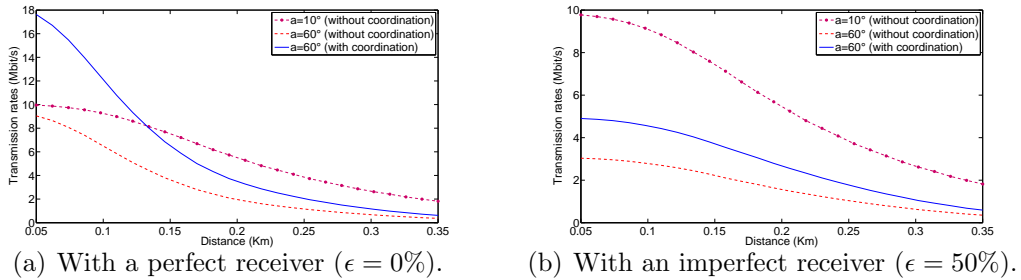 18
16
14
12
10
8
6
4
2
0
Transmission rates (Mbit/s)
a=10° (without coordination)
a=60° (without coordination)
a=60° (with coordination)
0.05 0.1 0.15 0.2 0.25 0.3 0.35
Distance (Km)
(a) With a perfect receiver (ϵ = 0%).
10
8
6
4
2
0
Transmission rates (Mbit/s)
a=10° (without coordination)
a=60° (without coordination)
a=60° (with coordination)
0.05 0.1 0.15 0.2 0.25 0.3 0.35
Distance (Km)
(b) With an imperfect receiver (ϵ = 50%).